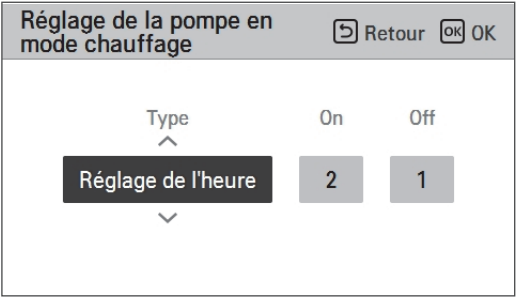 Réglage de la pompe en
mode chauffage
Retour OK OK
Type On Off
Réglage de l'heure 2 1